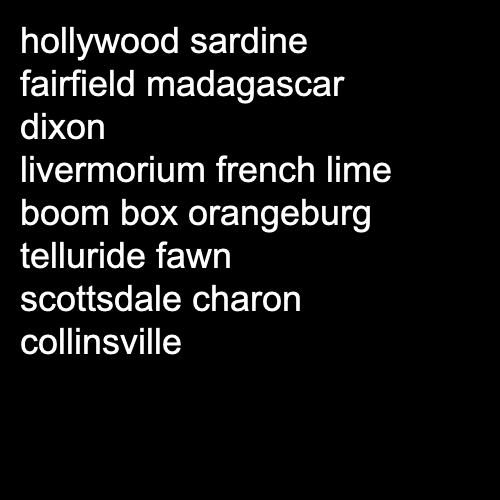 hollywood sardine
fairfield madagascar
dixon
livermorium french lime
boom box orangeburg
telluride fawn
scottsdale charon
collinsville